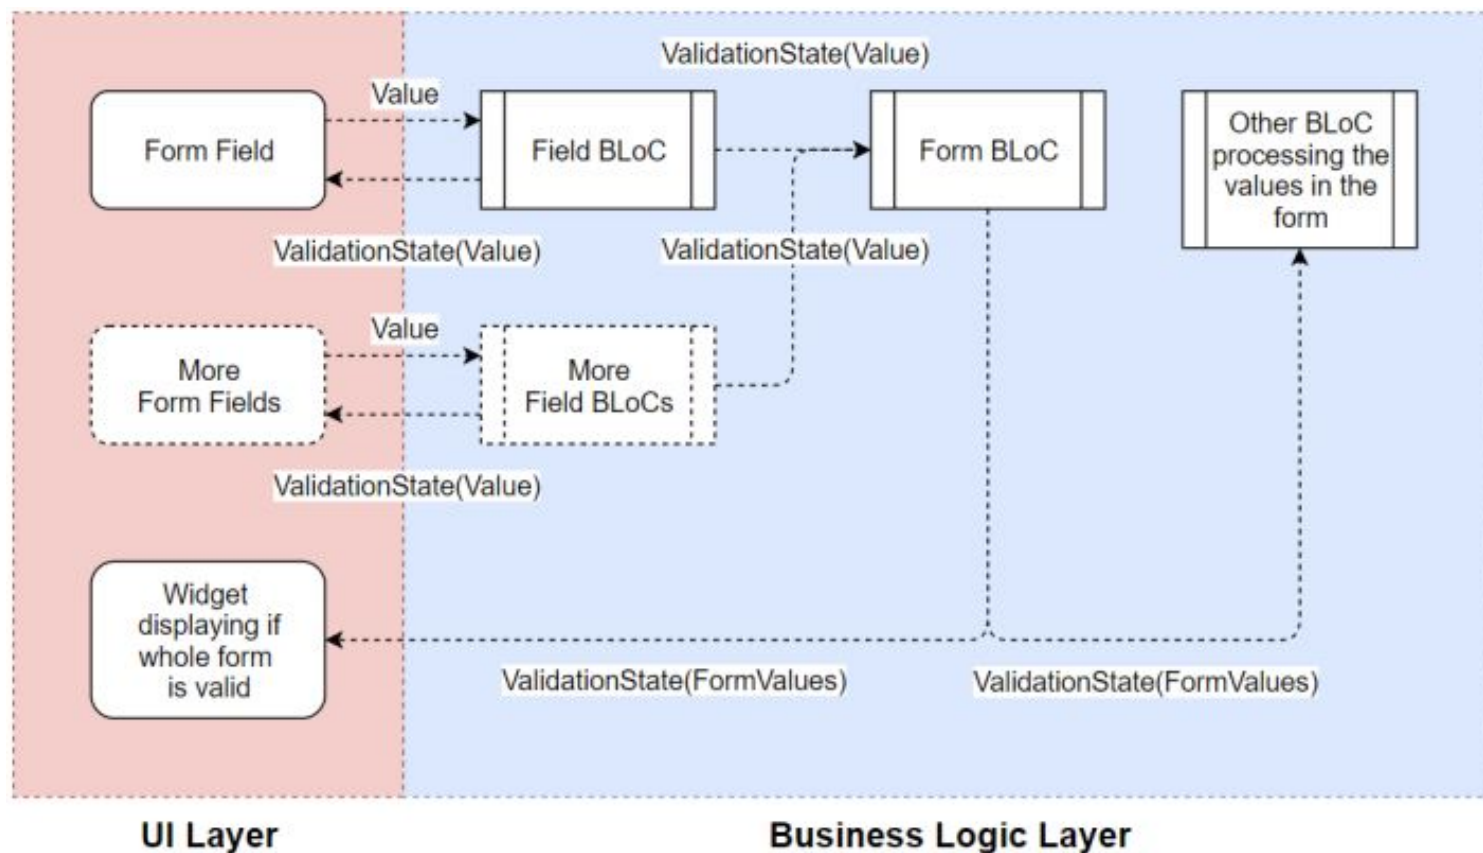 ValidationState(Value)
Value
Form Field
Field BLoC
Form BLoC
Other BLoC
processing the
values in the
form
ValidationState(Value)
ValidationState(Value)
Value
More
Form Fields
More
Field BLoCs
ValidationState(Value)
Widget
displaying if
whole form
is valid
ValidationState(FormValues)
ValidationState(FormValues)
UI Layer
Business Logic Layer